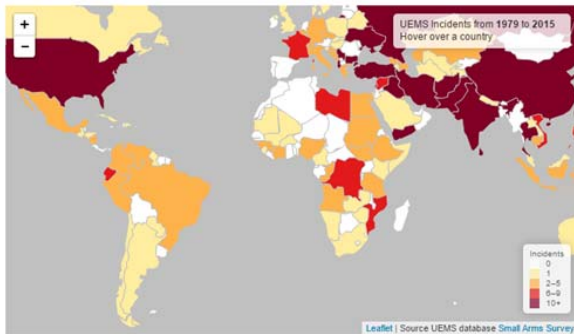 +
−
UEMS Incidents from 1979 to 2015
Hover over a country
Incidents
0
1
2–5
6–9
10+
Leaflet | Source UEMS database Small Arms Survey